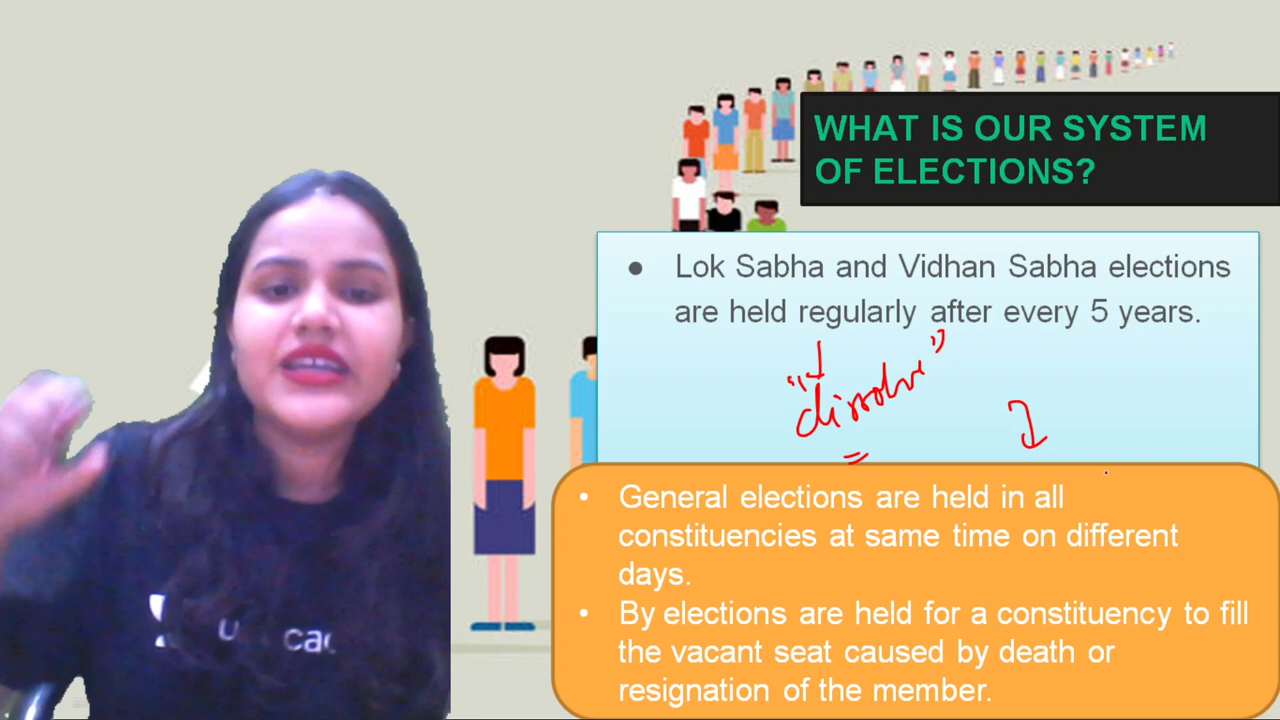 WHAT IS OUR SYSTEM
OF ELECTIONS?
● Lok Sabha and Vidhan Sabha elections
are held regularly after every 5 years.
"dissolve"
• General elections are held in all
constituencies at same time on different
days.
• By elections are held for a constituency to fill
the vacant seat caused by death or
resignation of the member.